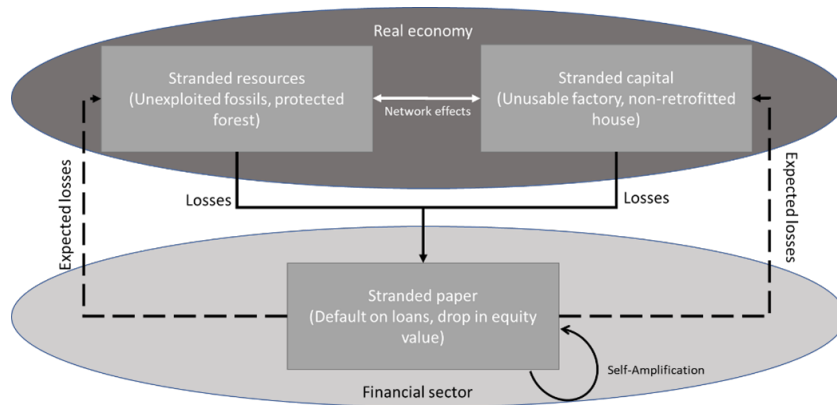 Real economy
Stranded resources
(Unexploited fossils, protected
forest)
Network effects
Stranded capital
(Unusable factory, non-retrofitted
house)
Losses
Losses
Expected losses
Expected losses
Stranded paper
(Default on loans, drop in equity
value)
Self-Amplification
Financial sector